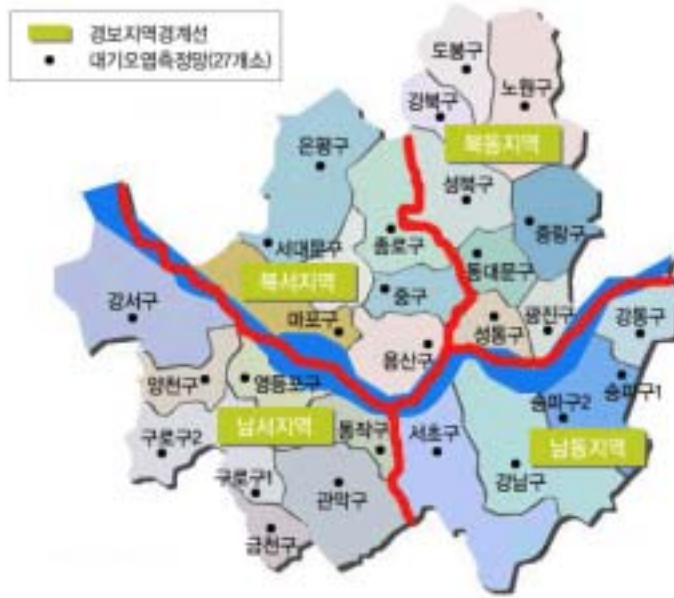 경보지역경계선
대기오염측정망(27개소)
도봉구
노원구
강북구
북동지역
은평구
성북구
중랑구
종로구
서대문구
동대문구
북서지역
중구
강서구
마포구
성동구
광진구
강동구
용산구
양천구
영등포구
송파구1
송파구2
남서지역
동작구
서초구
남동지역
구로구2
강남구
구로구1
관악구
금천구